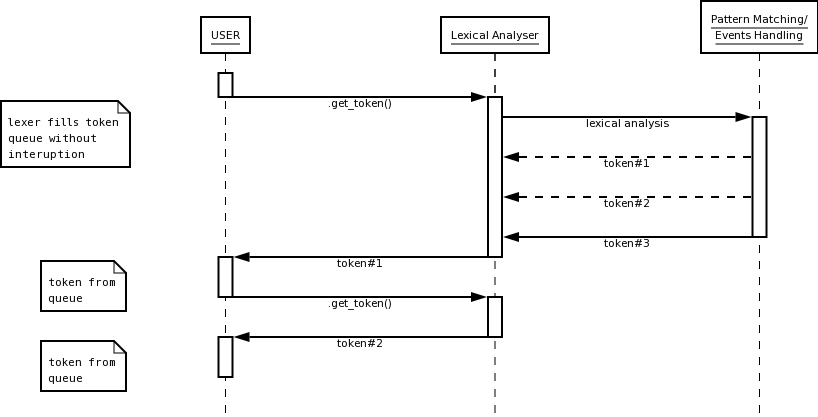 USER
Lexical Analyser
Pattern Matching/
Events Handling
.get_token()
lexer fills token
queue without
interuption
lexical analysis
token#1
token#2
token#3
token#1
token from
queue
.get_token()
token#2
token from
queue